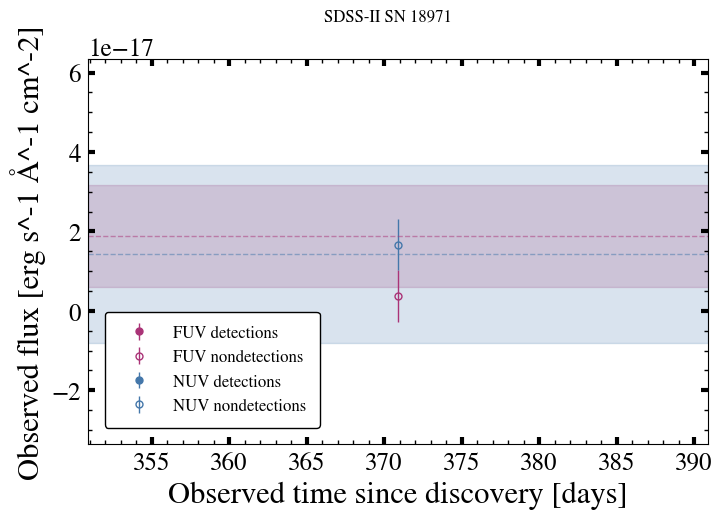 SDSS-II SN 18971
1e−17
6
4
2
0
−2
Observed flux [erg s^-1 Å^-1 cm^-2]
FUV detections
FUV nondetections
NUV detections
NUV nondetections
355 360 365 370 375 380 385 390
Observed time since discovery [days]